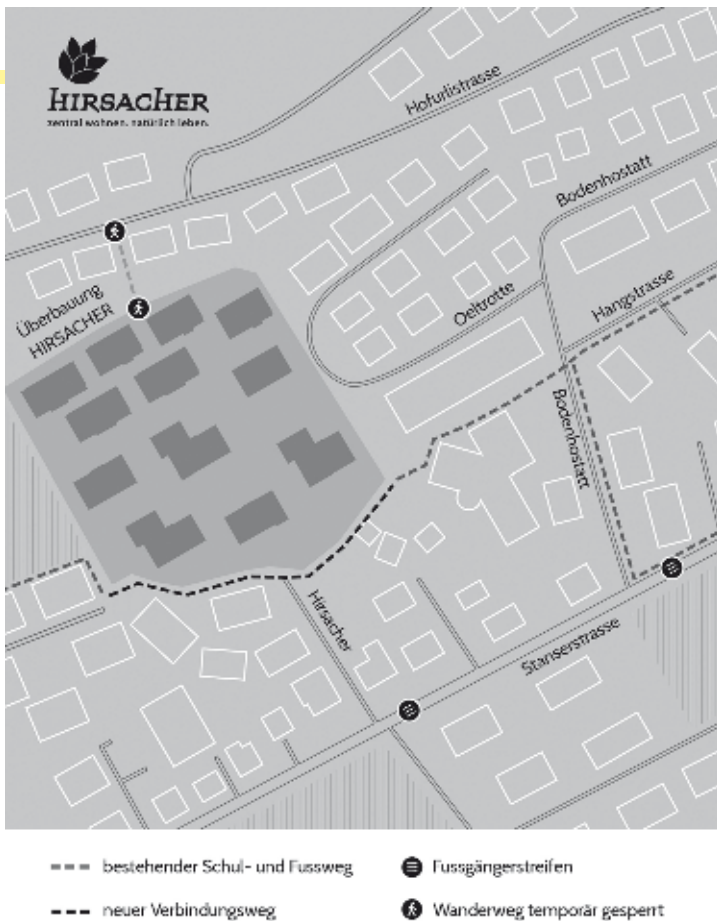 HIRSACHER
zentral wohnen. natürlich leben.
Hofurlistrasse
Bodenhostatt
Überbauung
HIRSACHER
Oeltrotte
Hangstrasse
Bodenhostatt
Hirsacher
Stanserstrasse
bestehender Schul- und Fussweg
Fussgängerstreifen
neuer Verbindungsweg
Wanderweg temporär gesperrt